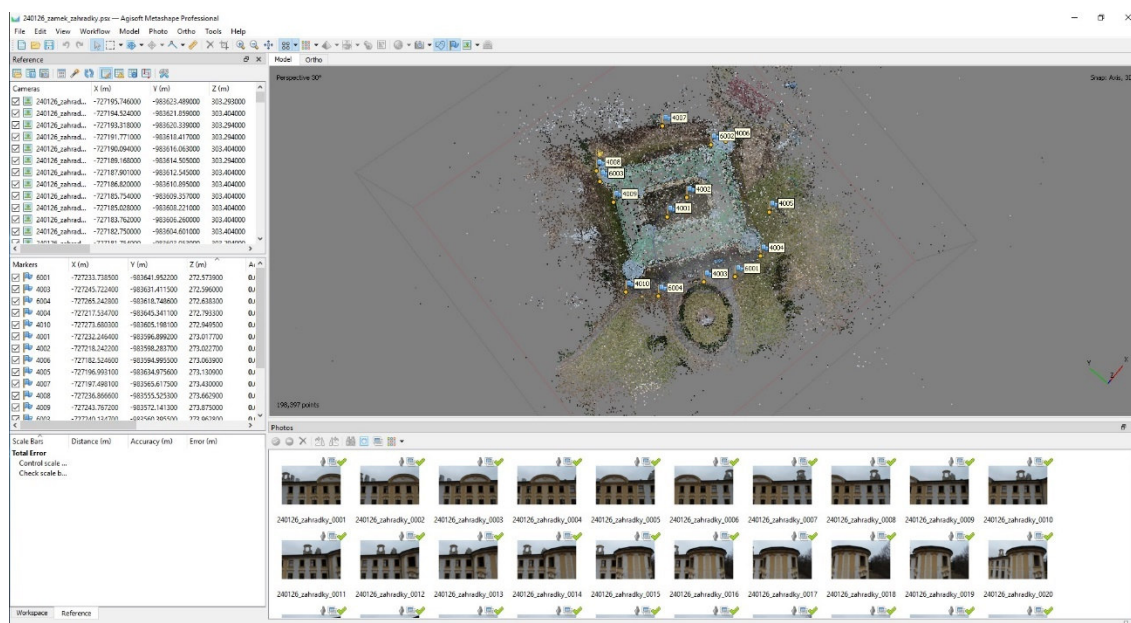 240126_zamek_zahradky.psx — Agisoft Metashape Professional
File Edit View Workflow Model Photo Ortho Tools Help
Reference
Model Ortho
Perspective 30°
Snap: Axis, 3D
Cameras X (m) Y (m) Z (m)
240126_zahrad... -727195.746000 -983623.489000 303.293000
240126_zahrad... -727194.524000 -983621.859000 303.404000
240126_zahrad... -727193.318000 -983620.339000 303.294000
240126_zahrad... -727191.771000 -983618.417000 303.294000
240126_zahrad... -727190.094000 -983616.063000 303.404000
240126_zahrad... -727189.168000 -983614.505000 303.404000
240126_zahrad... -727187.901000 -983612.545000 303.404000
240126_zahrad... -727186.820000 -983610.895000 303.404000
240126_zahrad... -727185.754000 -983609.357000 303.404000
240126_zahrad... -727185.028000 -983608.221000 303.404000
240126_zahrad... -727183.762000 -983606.260000 303.404000
240126_zahrad... -727182.750000 -983604.601000 303.404000
Markers X (m) Y (m) Z (m)
6001 -727233.738500 -983641.952200 272.573900
4003 -727245.722400 -983631.411500 272.596000
6004 -727265.242800 -983618.748600 272.638300
4004 -727217.534700 -983645.341100 272.793300
4010 -727273.680300 -983605.198100 272.949500
4001 -727232.246400 -983596.899200 273.017700
4002 -727218.242200 -983598.283700 273.022700
4006 -727182.524600 -983594.995500 273.063900
4005 -727196.993100 -983634.975600 273.130900
4007 -727197.498100 -983565.617500 273.430000
4008 -727236.866600 -983555.525300 273.662900
4009 -727243.767200 -983572.141300 273.875000
4007
6002 4006
4008
6003
4009
4002
4001
4005
4004
6001
4003
4010
6004
198,397 points
Scale Bars Distance (m) Accuracy (m) Error (m)
Total Error
Control scale ...
Check scale b...
Photos
240126_zahradky_0001 240126_zahradky_0002 240126_zahradky_0003 240126_zahradky_0004 240126_zahradky_0005 240126_zahradky_0006 240126_zahradky_0007 240126_zahradky_0008 240126_zahradky_0009 240126_zahradky_0010
240126_zahradky_0011 240126_zahradky_0012 240126_zahradky_0013 240126_zahradky_0014 240126_zahradky_0015 240126_zahradky_0016 240126_zahradky_0017 240126_zahradky_0018 240126_zahradky_0019 240126_zahradky_0020
Workspace Reference